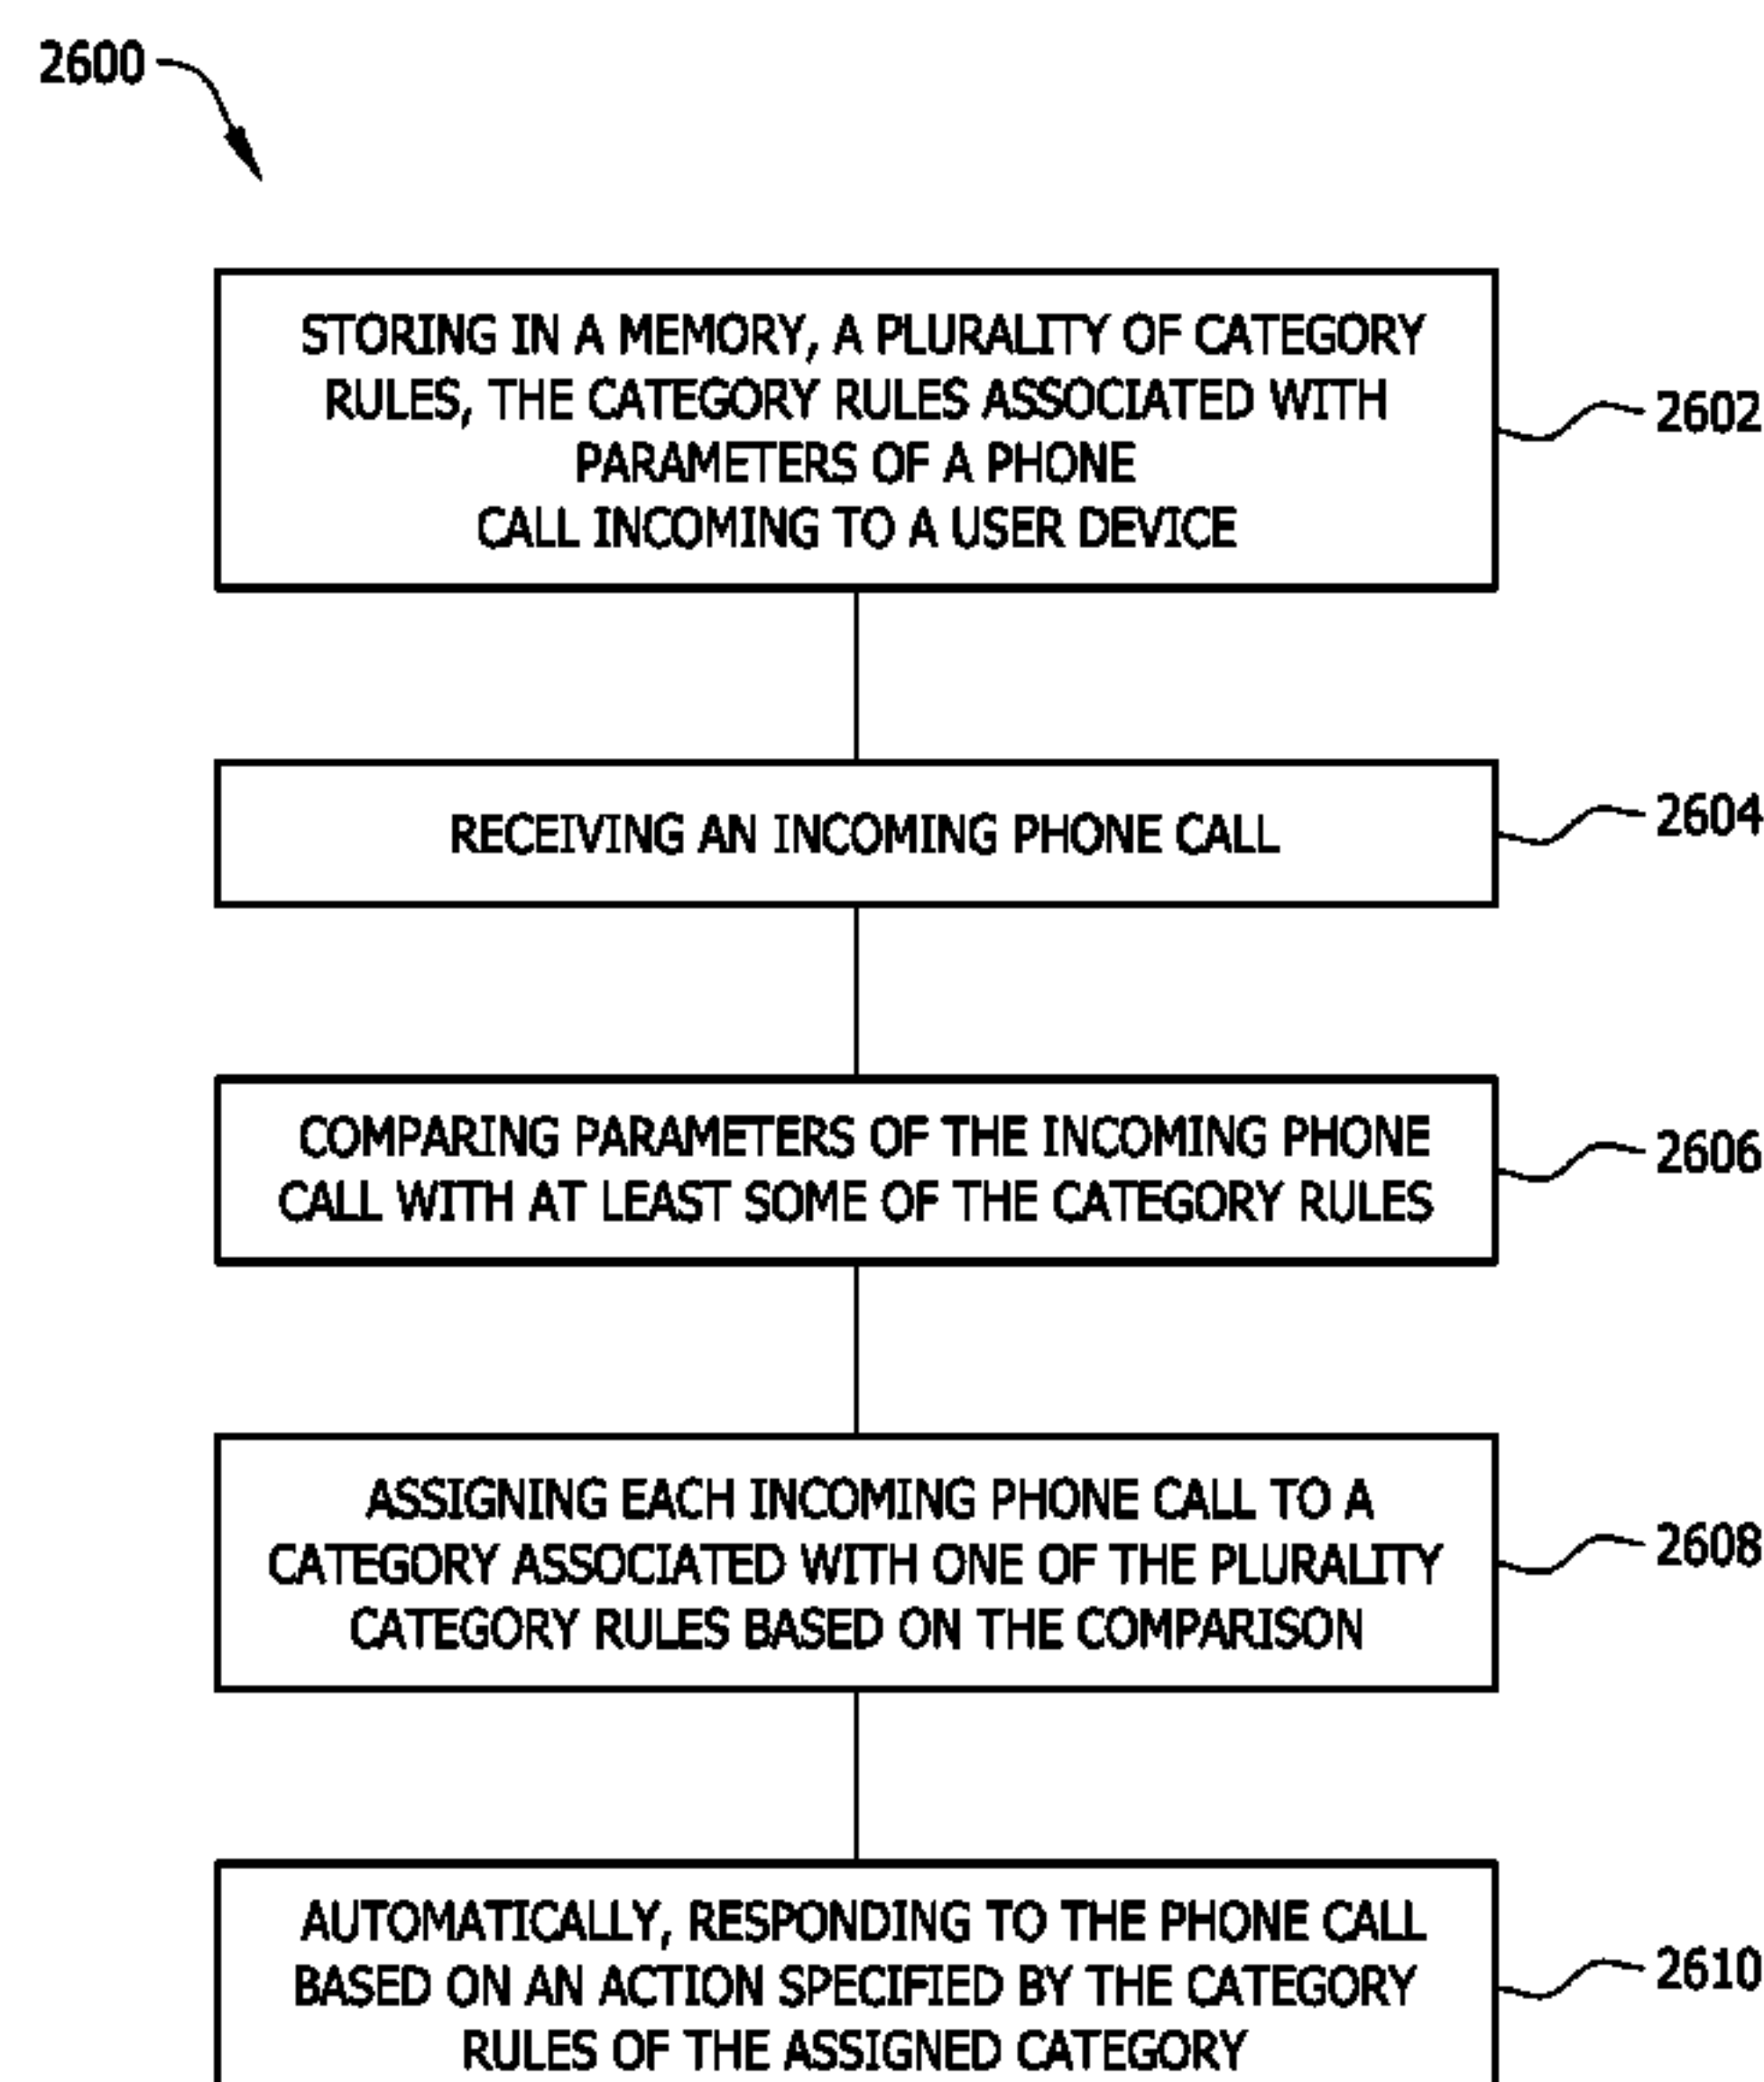 2600
STORING IN A MEMORY, A PLURALITY OF CATEGORY
RULES, THE CATEGORY RULES ASSOCIATED WITH
PARAMETERS OF A PHONE
CALL INCOMING TO A USER DEVICE
2602
RECEIVING AN INCOMING PHONE CALL
2604
COMPARING PARAMETERS OF THE INCOMING PHONE
CALL WITH AT LEAST SOME OF THE CATEGORY RULES
2606
ASSIGNING EACH INCOMING PHONE CALL TO A
CATEGORY ASSOCIATED WITH ONE OF THE PLURALITY
CATEGORY RULES BASED ON THE COMPARISON
2608
AUTOMATICALLY, RESPONDING TO THE PHONE CALL
BASED ON AN ACTION SPECIFIED BY THE CATEGORY
RULES OF THE ASSIGNED CATEGORY
2610